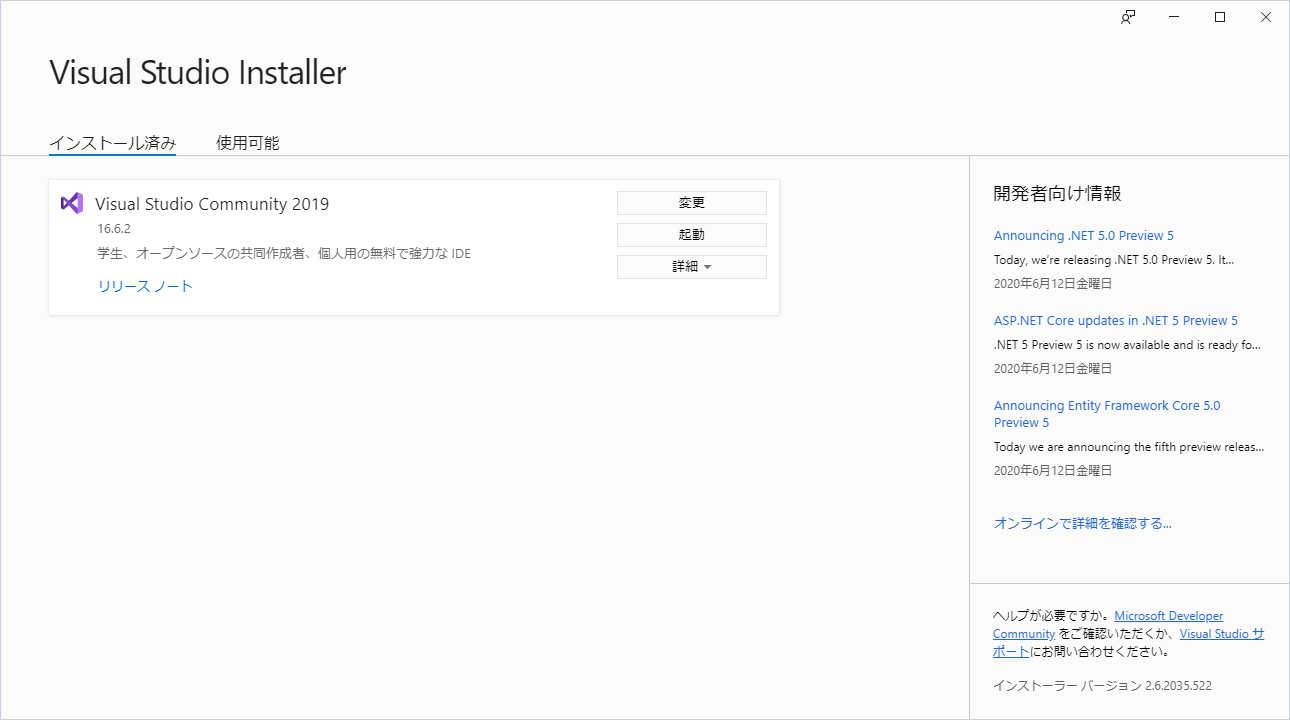 Visual Studio Installer
インストール済み
使用可能
Visual Studio Community 2019
16.6.2
学生、オープンソースの共同作成者、個人用の無料で強力な IDE
リリース ノート
変更
起動
詳細
開発者向け情報
Announcing .NET 5.0 Preview 5
Today, we’re releasing .NET 5.0 Preview 5. It...
2020年6月12日金曜日
ASP.NET Core updates in .NET 5 Preview 5
.NET 5 Preview 5 is now available and is ready fo...
2020年6月12日金曜日
Announcing Entity Framework Core 5.0
Preview 5
Today we are announcing the fifth preview releas...
2020年6月12日金曜日
オンラインで詳細を確認する...
ヘルプが必要ですか。Microsoft Developer
Community をご確認いただくか、Visual Studio サ
ポートにお問い合わせください。
インストーラー バージョン 2.6.2035.522